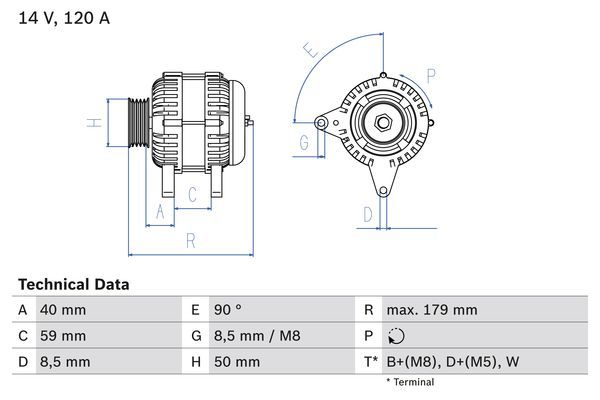 14 V, 120 A
E
P
H
G
A
C
R
D
Technical Data
A 40 mm E 90 ° R max. 179 mm
C 59 mm G 8,5 mm / M8 P
D 8,5 mm H 50 mm T* B+(M8), D+(M5), W
* Terminal